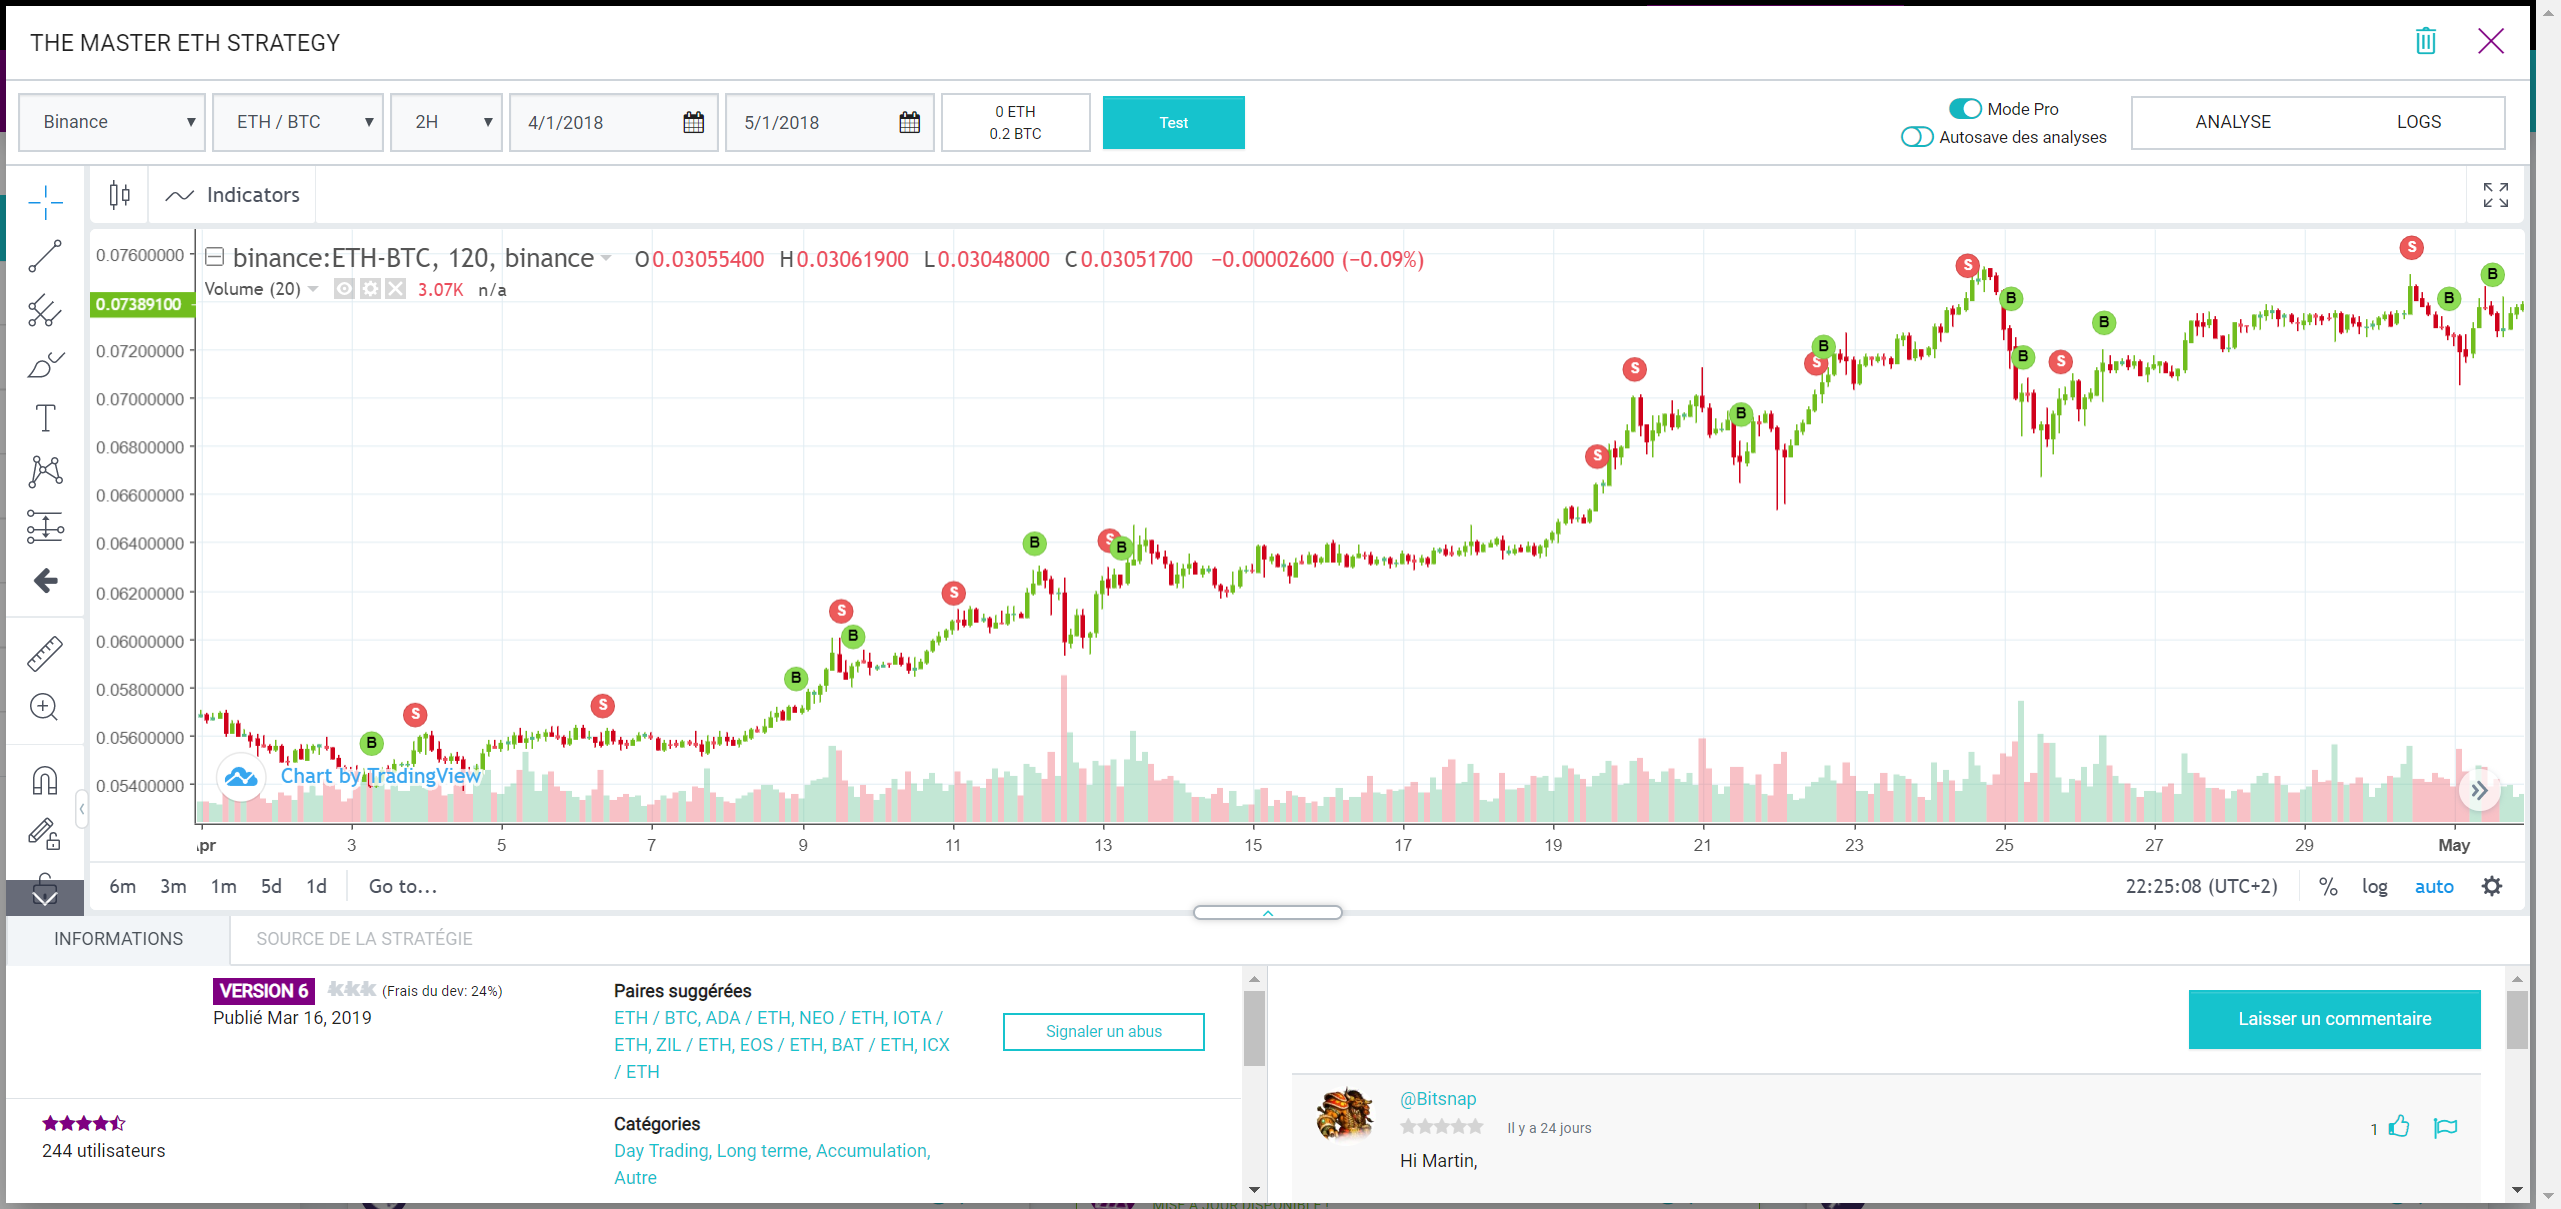 THE MASTER ETH STRATEGY
Binance
ETH / BTC
2H
4/1/2018
5/1/2018
0 ETH
0.2 BTC
Test
Mode Pro
Autosave des analyses
ANALYSE
LOGS
Indicators
binance:ETH-BTC, 120, binance O0.03055400 H0.03061900 L0.03048000 C0.03051700 −0.00002600 (−0.09%)
Volume (20) 3.07K n/a
0.07600000
0.07389100
0.07200000
0.07000000
0.06800000
0.06600000
0.06400000
0.06200000
0.06000000
0.05800000
0.05600000
0.05400000
B S S B S B S B S B S S B S B S B B S B S B B
Chart by TradingView
3 5 7 9 11 13 15 17 19 21 23 25 27 29 May
6m 3m 1m 5d 1d Go to...
22:25:08 (UTC+2) % log auto
INFORMATIONS
SOURCE DE LA STRATÉGIE
VERSION 6 (Frais du dev: 24%)
Publié Mar 16, 2019
Paires suggérées
ETH / BTC, ADA / ETH, NEO / ETH, IOTA /
ETH, ZIL / ETH, EOS / ETH, BAT / ETH, ICX
/ ETH
Signaler un abus
244 utilisateurs
Catégories
Day Trading, Long terme, Accumulation,
Autre
Laisser un commentaire
@Bitsnap
Il y a 24 jours
1
Hi Martin,